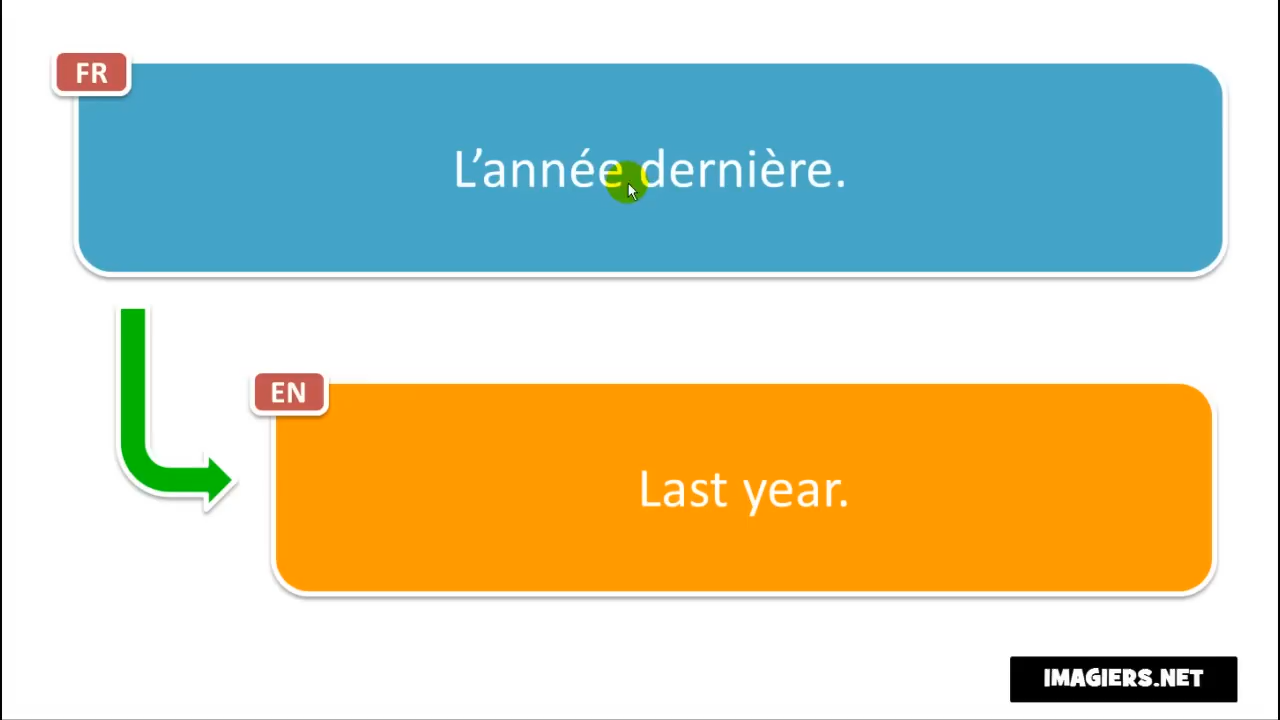 FR
L’année dernière.
EN
Last year.
IMAGIERS.NET